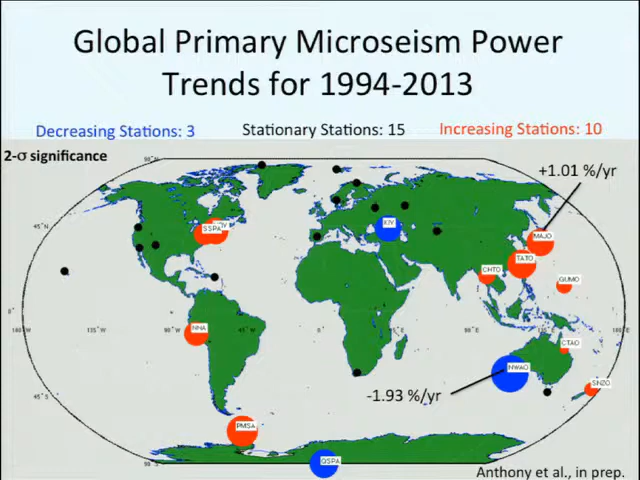 Global Primary Microseism Power
Trends for 1994-2013
Decreasing Stations: 3
Stationary Stations: 15
Increasing Stations: 10
2-σ significance
+1.01 %/yr
SSPA
KIV
MAJO
TATO
CHTO
GUMO
NNA
CTAO
NWAO
-1.93 %/yr
SNZO
PMSA
QSPA
Anthony et al., in prep.